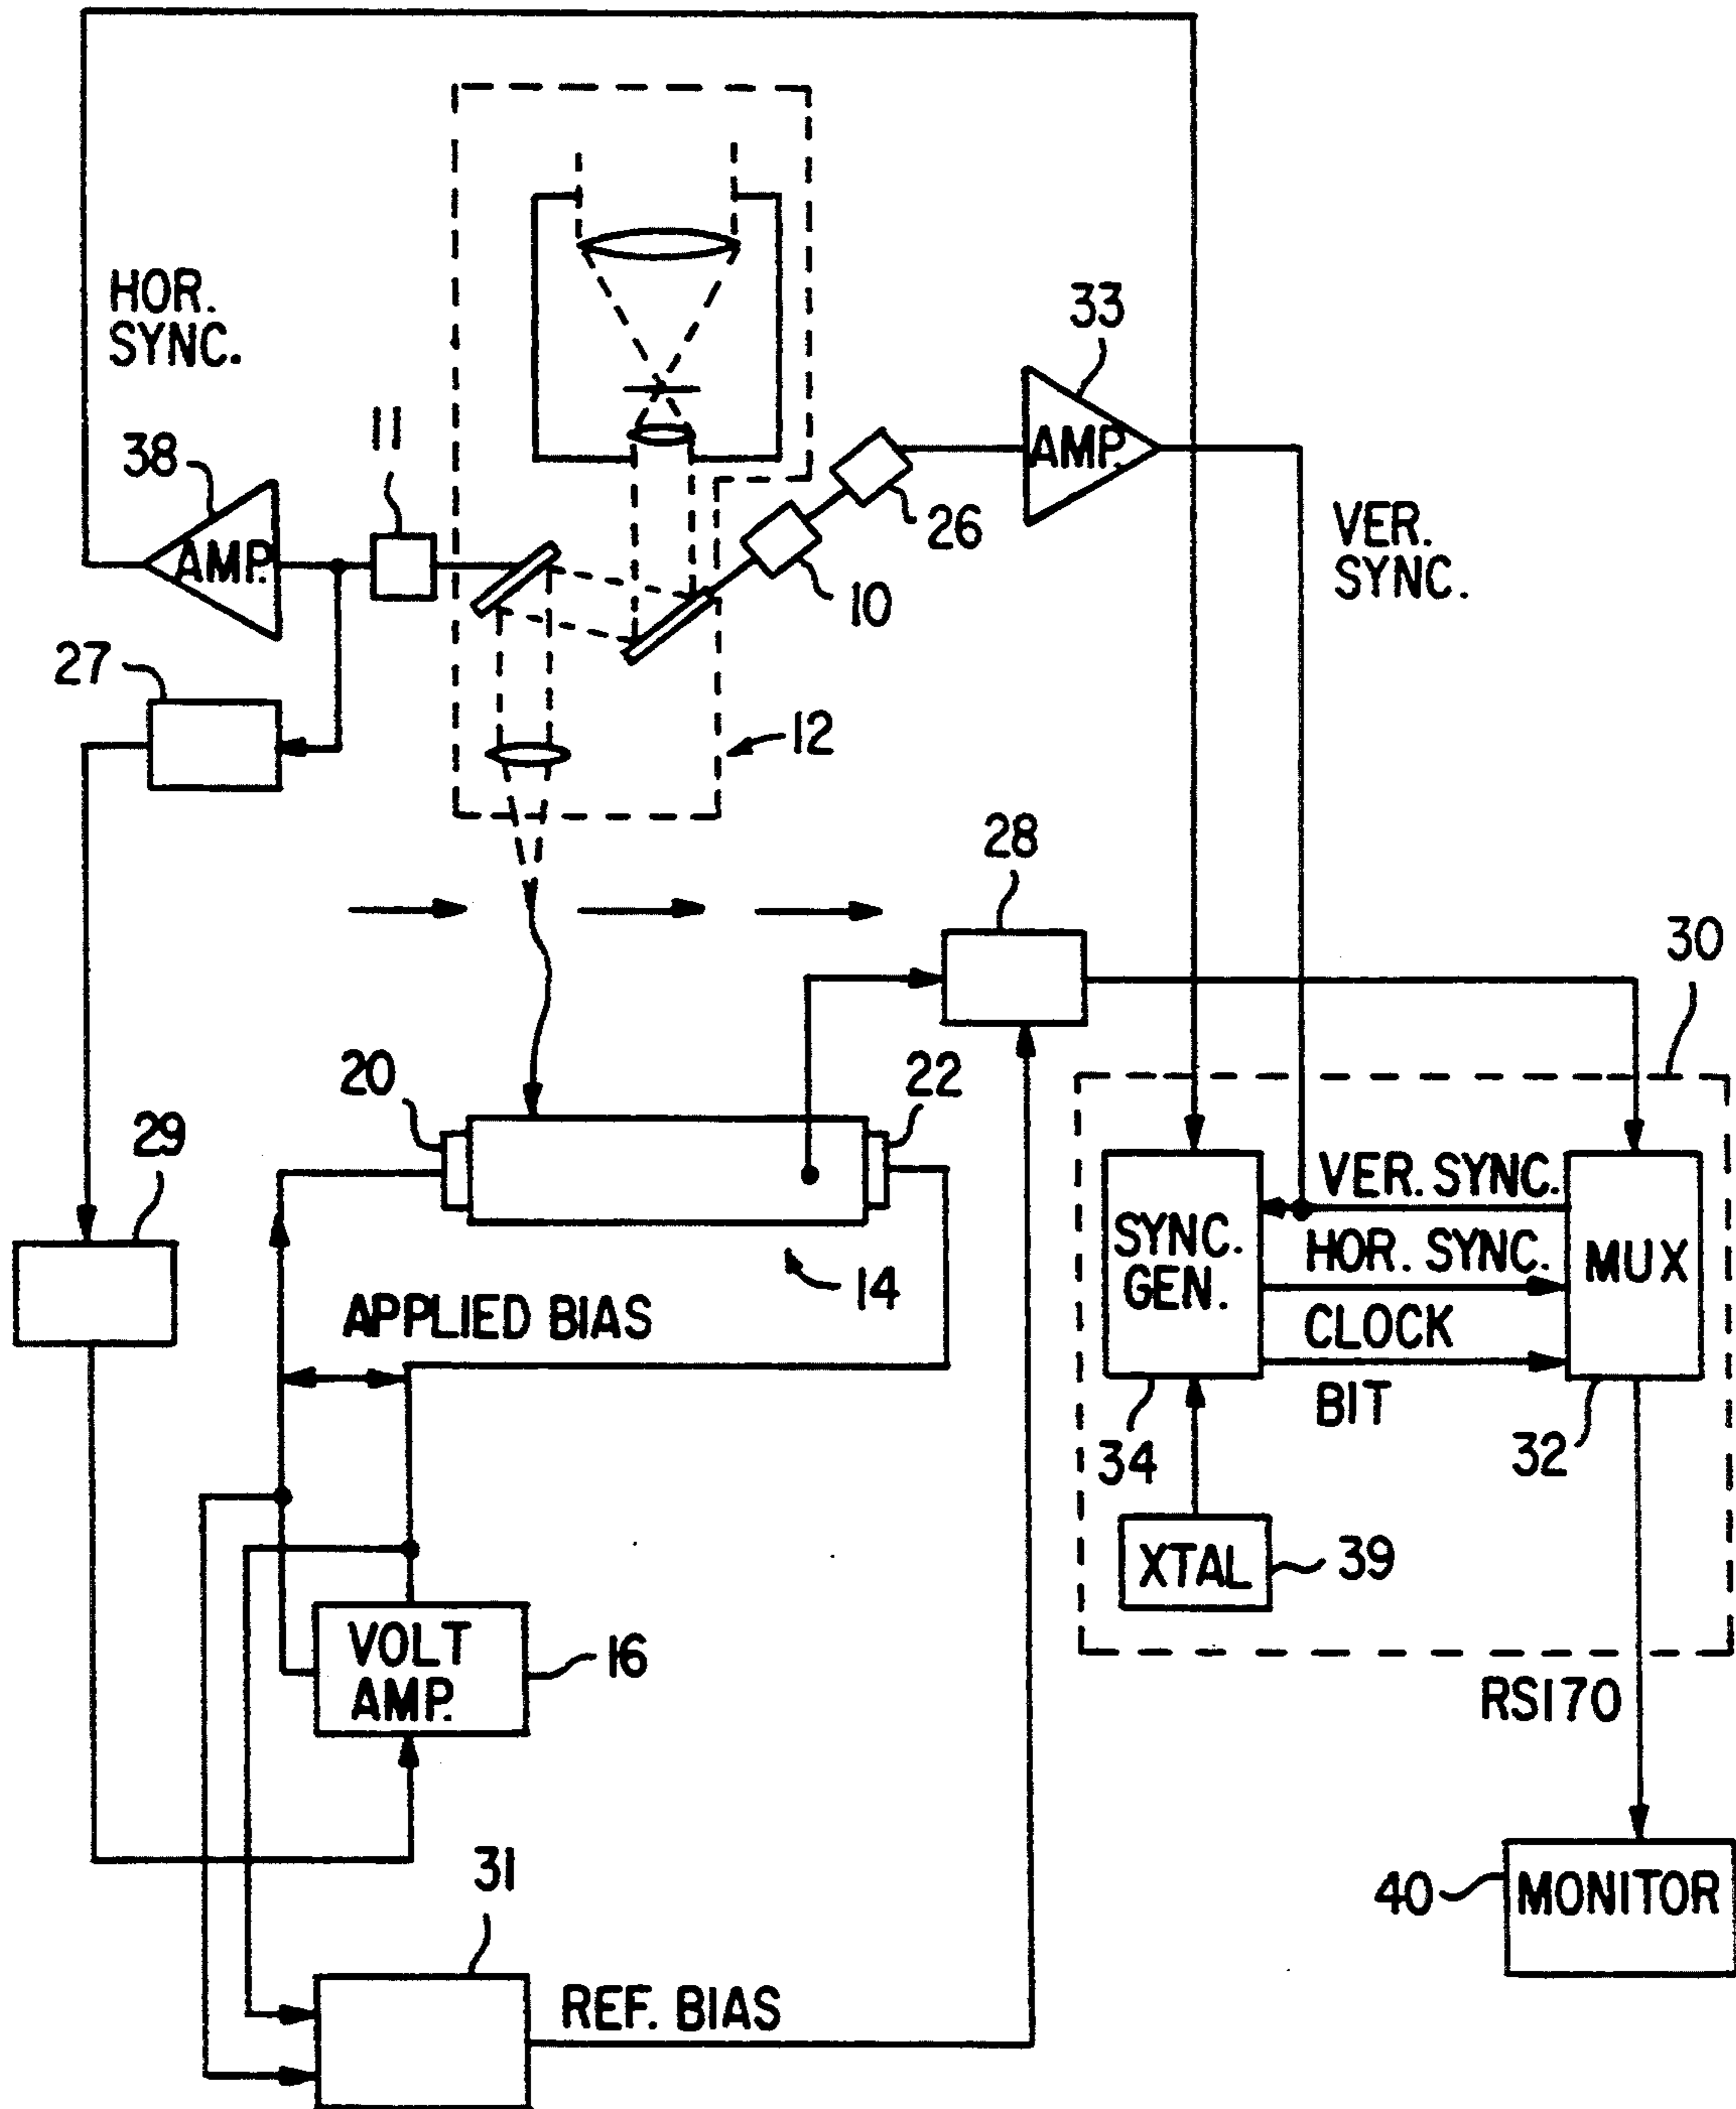 HOR.
SYNC.
33
11
38
AMP.
AMP.
26
VER.
SYNC.
10
27
12
28
30
20
22
29
VER. SYNC.
SYNC.
GEN.
HOR. SYNC.
MUX
14
APPLIED BIAS
CLOCK
BIT
34
32
XTAL
39
VOLT
AMP.
16
RS170
31
40
MONITOR
REF. BIAS